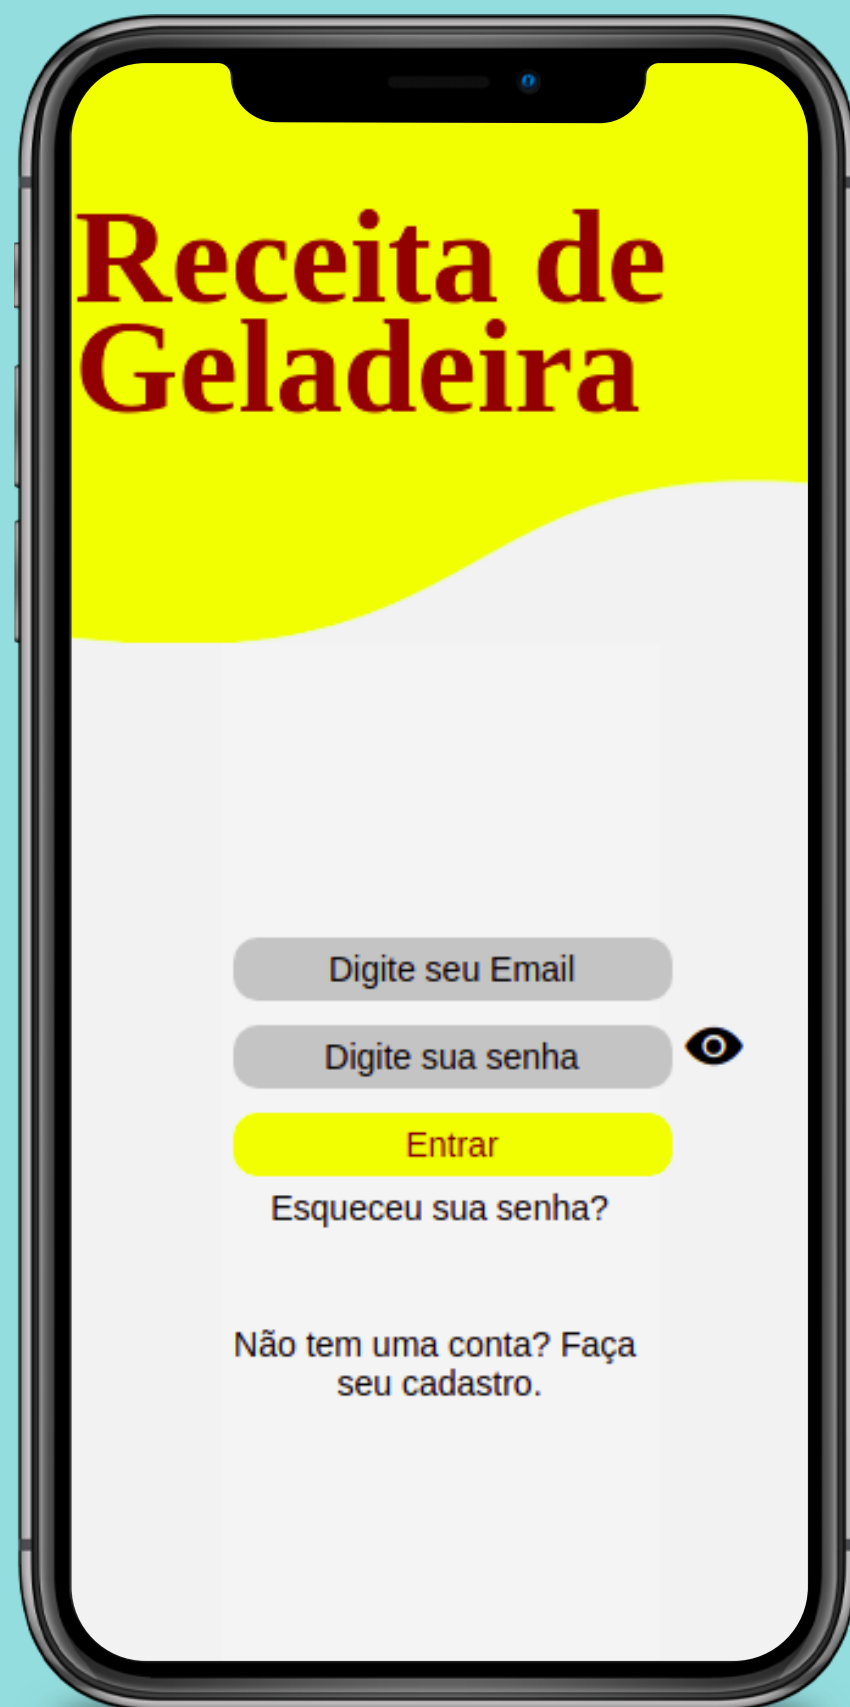 Receita de
Geladeira
Digite seu Email
Digite sua senha
Entrar
Esqueceu sua senha?
Não tem uma conta? Faça
seu cadastro.